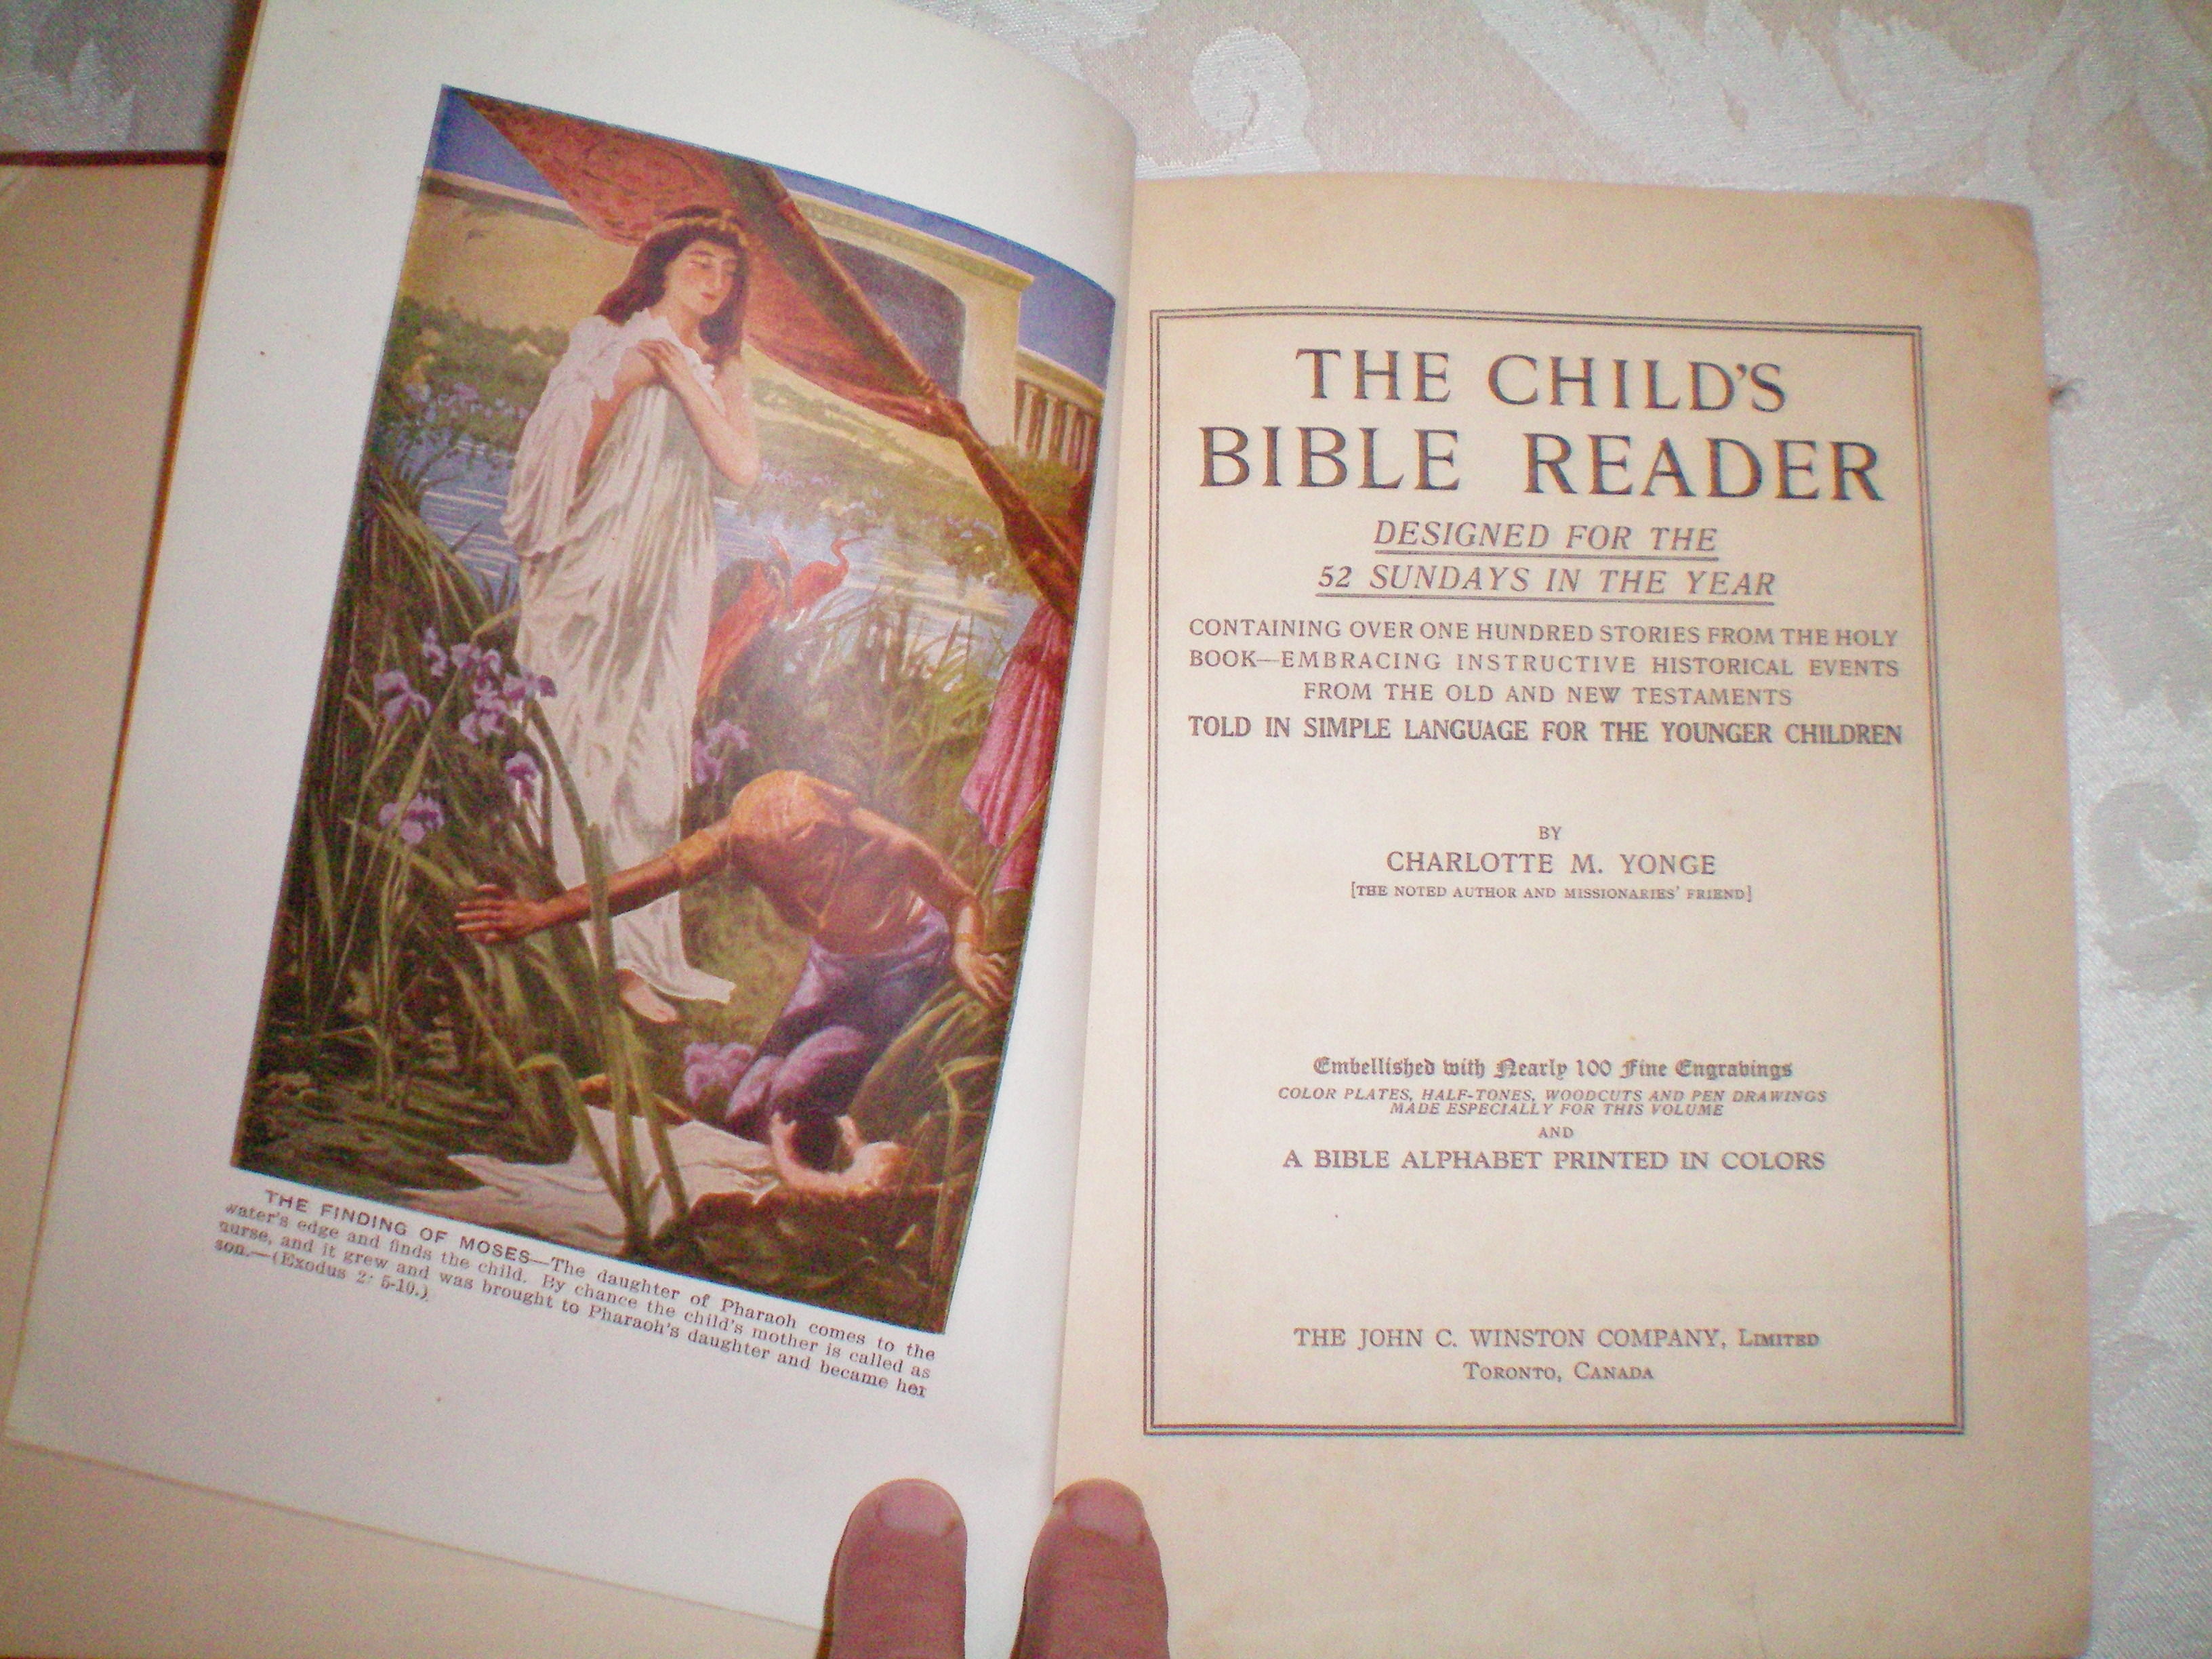 THE FINDING OF MOSES—The daughter of Pharaoh comes to the
water's edge and finds the child. By chance the child's mother is called as
nurse, and it grew and was brought to Pharaoh's daughter and became her
son.—(Exodus 2: 5-10.)
THE CHILD'S
BIBLE READER
DESIGNED FOR THE
52 SUNDAYS IN THE YEAR
CONTAINING OVER ONE HUNDRED STORIES FROM THE HOLY
BOOK—EMBRACING INSTRUCTIVE HISTORICAL EVENTS
FROM THE OLD AND NEW TESTAMENTS
TOLD IN SIMPLE LANGUAGE FOR THE YOUNGER CHILDREN
BY
CHARLOTTE M. YONGE
[THE NOTED AUTHOR AND MISSIONARIES' FRIEND]
Embellished with Nearly 100 Fine Engravings
COLOR PLATES, HALF-TONES, WOODCUTS AND PEN DRAWINGS
MADE ESPECIALLY FOR THIS VOLUME
AND
A BIBLE ALPHABET PRINTED IN COLORS
THE JOHN C. WINSTON COMPANY, LIMITED
TORONTO, CANADA